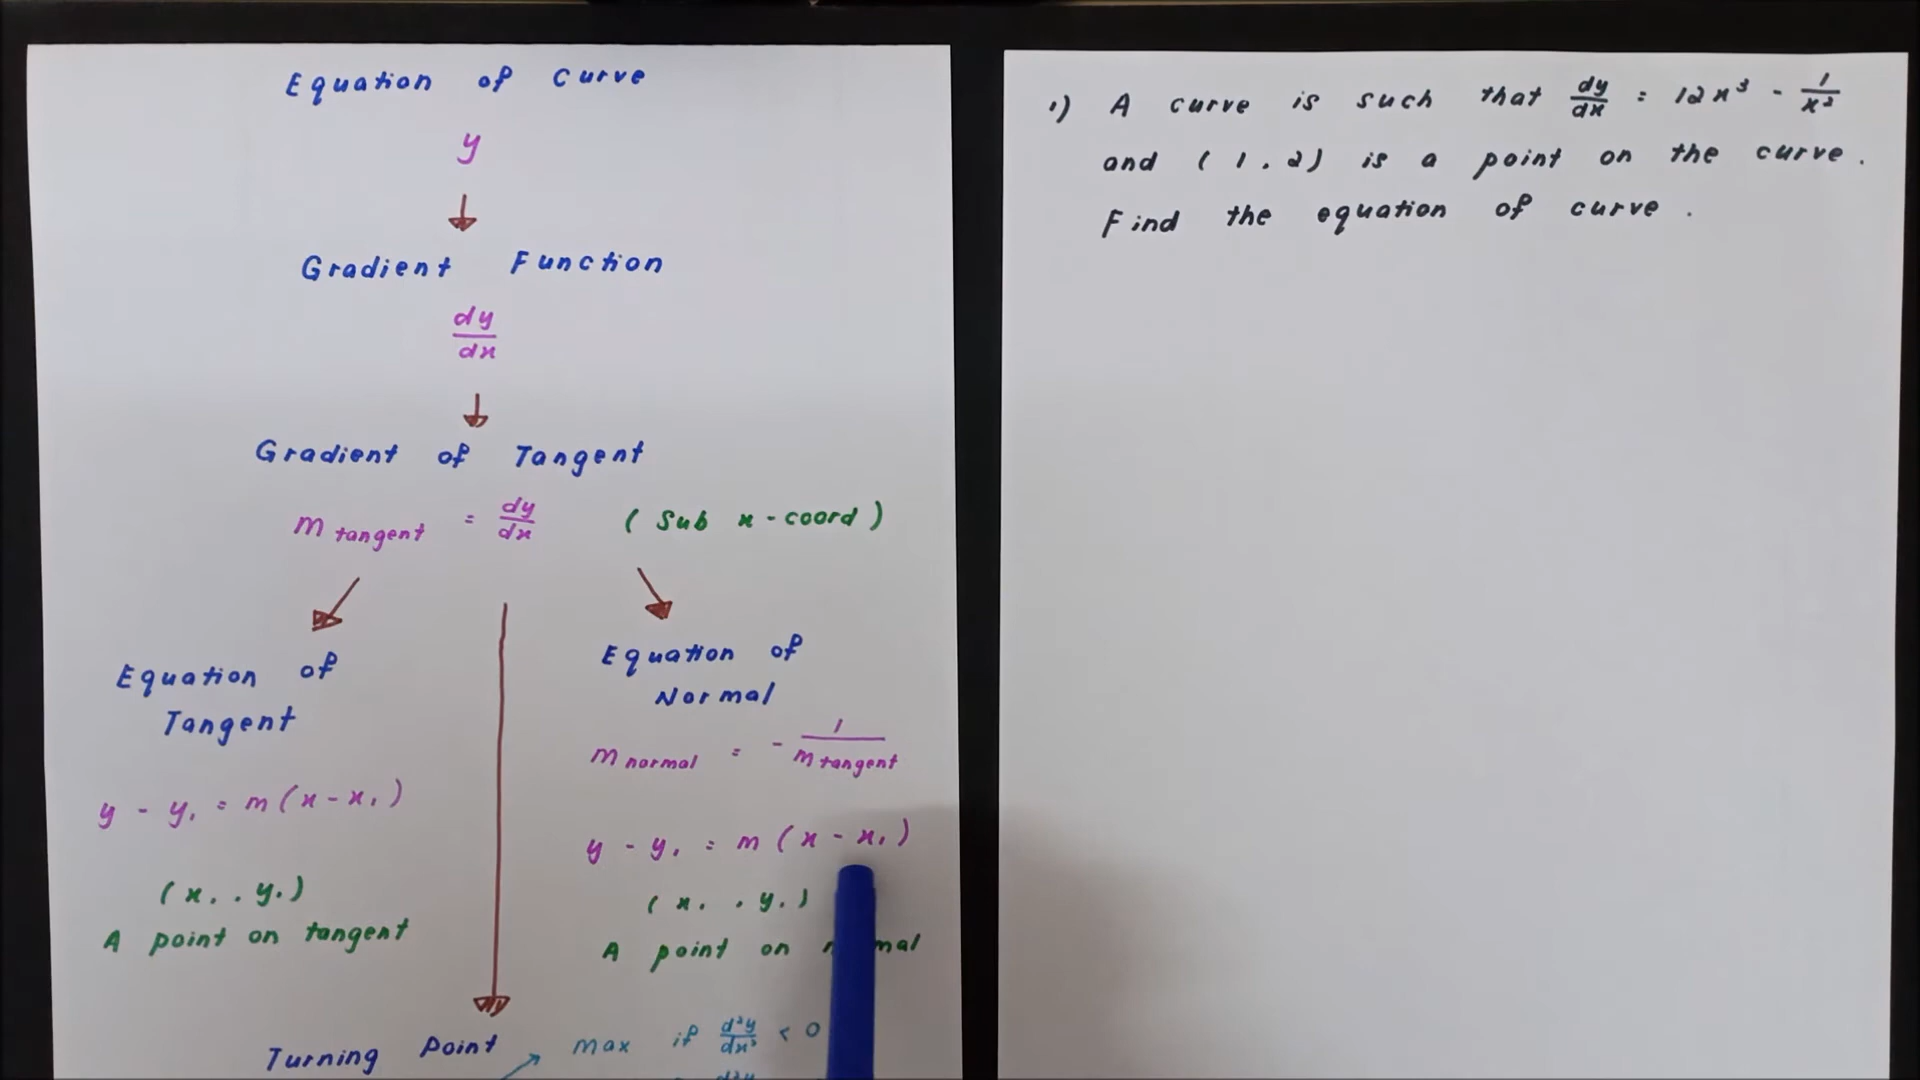 Equation of Curve
y
Gradient Function
dy/dx
Gradient of Tangent
m tangent = dy/dx (Sub x-coord)
Equation of
Tangent
y - y₁ = m(x - x₁)
(x₁, y₁)
A point on tangent
Equation of
Normal
m normal = - 1/m tangent
y - y₁ = m(x - x₁)
(x₁, y₁)
A point on
Turning Point
max if d²y/dx² < 0
1) A curve is such that dy/dx = 12x³ - 1/x²
and (1, 2) is a point on the curve.
Find the equation of curve.